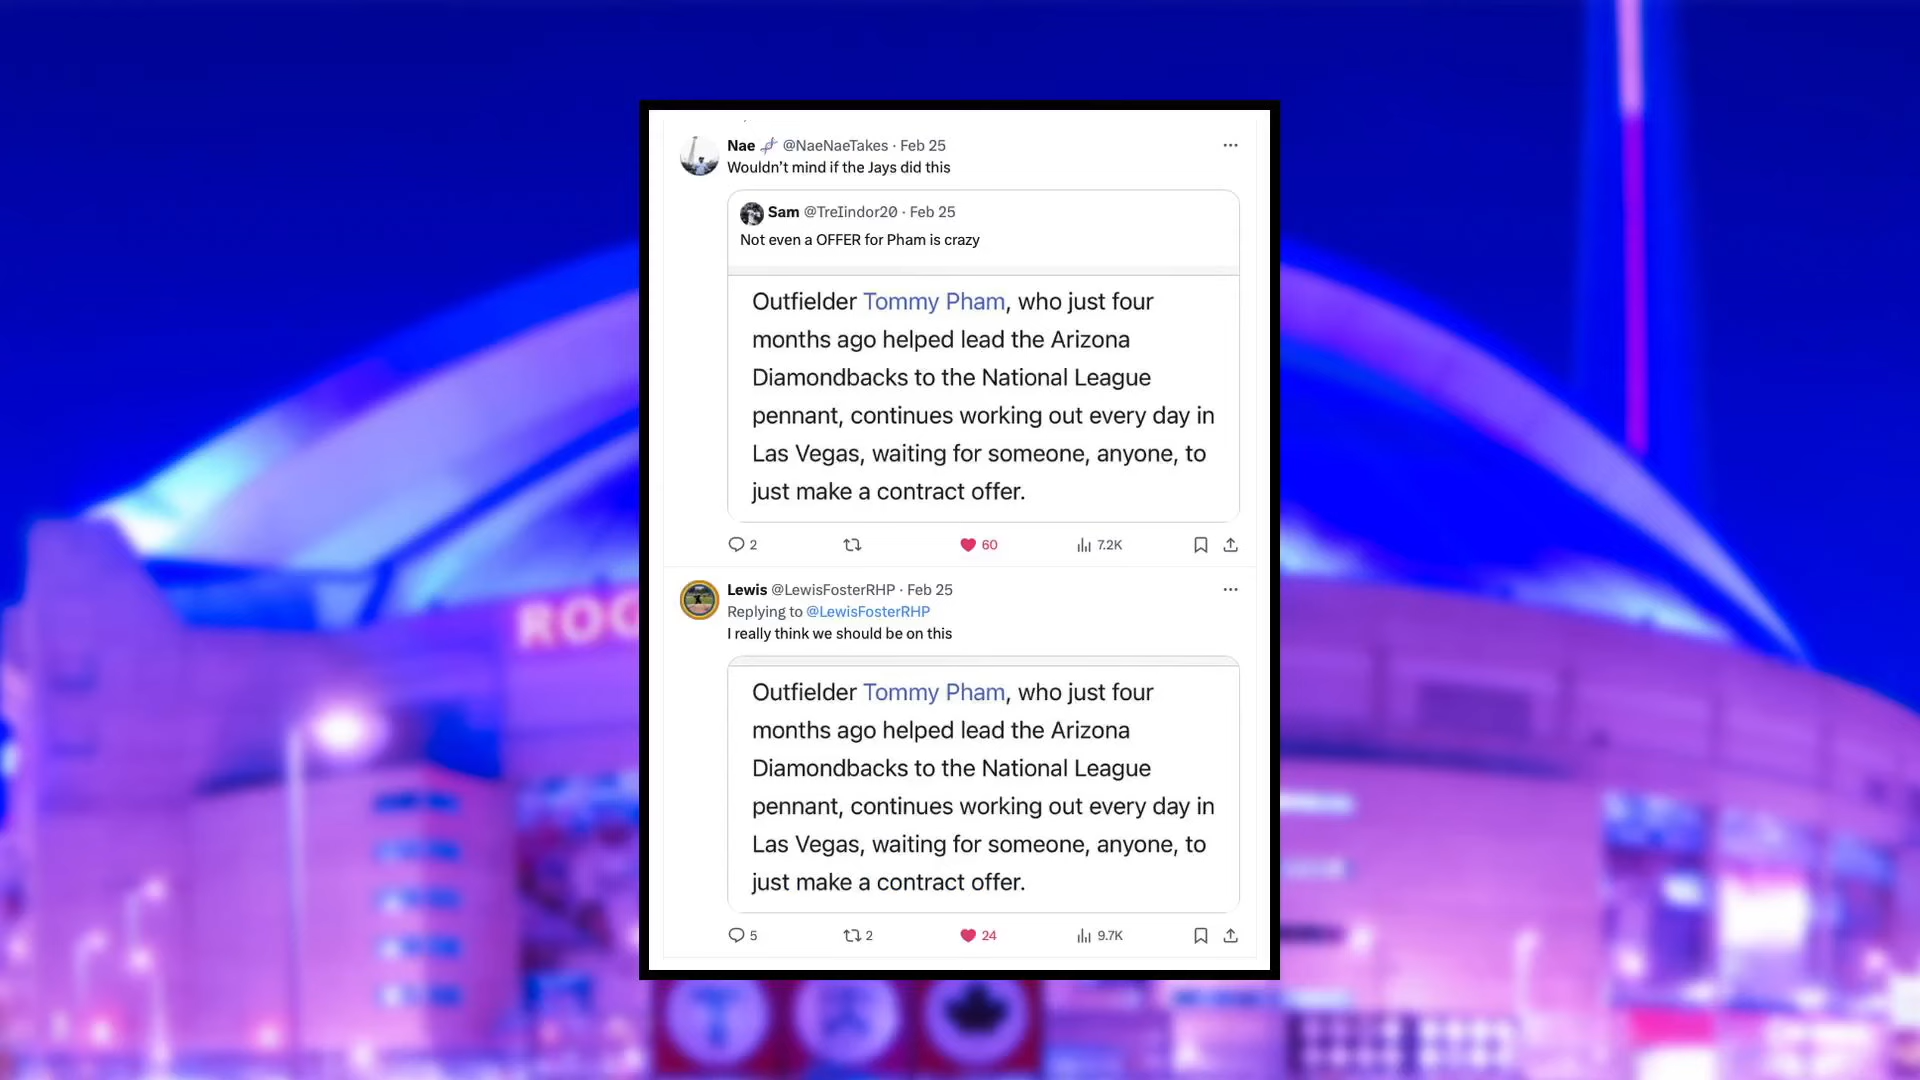 Nae @NaeNaeTakes · Feb 25
Wouldn’t mind if the Jays did this
Sam @TreIindor20 · Feb 25
Not even a OFFER for Pham is crazy
Outfielder Tommy Pham, who just four
months ago helped lead the Arizona
Diamondbacks to the National League
pennant, continues working out every day in
Las Vegas, waiting for someone, anyone, to
just make a contract offer.
2 60 7.2K
Lewis @LewisFosterRHP · Feb 25
Replying to @LewisFosterRHP
I really think we should be on this
Outfielder Tommy Pham, who just four
months ago helped lead the Arizona
Diamondbacks to the National League
pennant, continues working out every day in
Las Vegas, waiting for someone, anyone, to
just make a contract offer.
5 2 24 9.7K
ROG